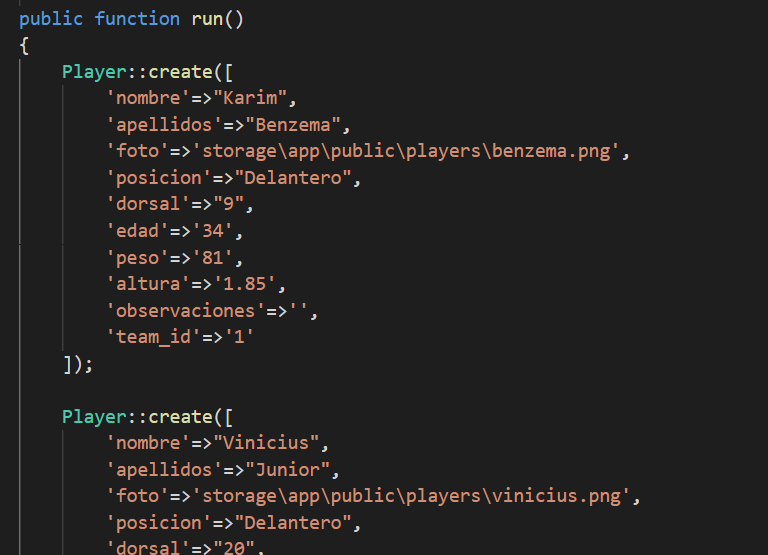 public function run()
{
Player::create([
'nombre'=>"Karim",
'apellidos'=>"Benzema",
'foto'=>'storage\app\public\players\benzema.png',
'posicion'=>"Delantero",
'dorsal'=>"9",
'edad'=>'34',
'peso'=>'81',
'altura'=>'1.85',
'observaciones'=>'',
'team_id'=>'1'
]);
Player::create([
'nombre'=>"Vinicius",
'apellidos'=>"Junior",
'foto'=>'storage\app\public\players\vinicius.png',
'posicion'=>"Delantero",
'dorsal'=>"20",